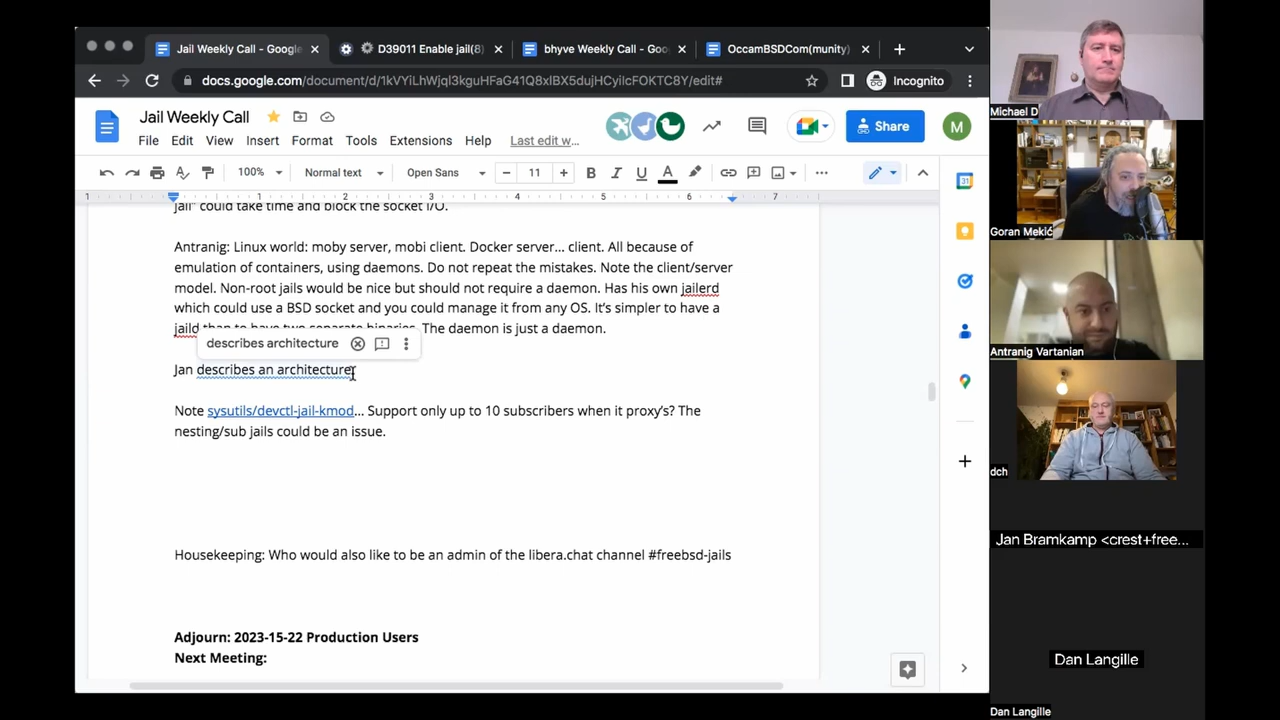 Jail Weekly Call - Google
D39011 Enable jail(8)
bhyve Weekly Call - Goo
OccamBSDCom(munity)
docs.google.com/document/d/1kVYiLhWjqI3kguHFaG41Q8xIBX5dujHCyilcFOKTC8Y/edit#
Incognito
Jail Weekly Call
File Edit View Insert Format Tools Extensions Help Last edit w...
Share
M
100% Normal text Open Sans 11 B I U A
1 1 2 3 4 5 6 7
jail" could take time and block the socket I/O.
Antranig: Linux world: moby server, mobi client. Docker server... client. All because of
emulation of containers, using daemons. Do not repeat the mistakes. Note the client/server
model. Non-root jails would be nice but should not require a daemon. Has his own jailerd
which could use a BSD socket and you could manage it from any OS. It's simpler to have a
jaild than to have two separate binaries. The daemon is just a daemon.
describes architecture
Jan describes an architecture
Note sysutils/devctl-jail-kmod... Support only up to 10 subscribers when it proxy's? The
nesting/sub jails could be an issue.
Housekeeping: Who would also like to be an admin of the libera.chat channel #freebsd-jails
Adjourn: 2023-15-22 Production Users
Next Meeting:
Michael D
Goran Mekić
Antranig Vartanian
dch
Jan Bramkamp <crest+free...
Dan Langille
Dan Langille